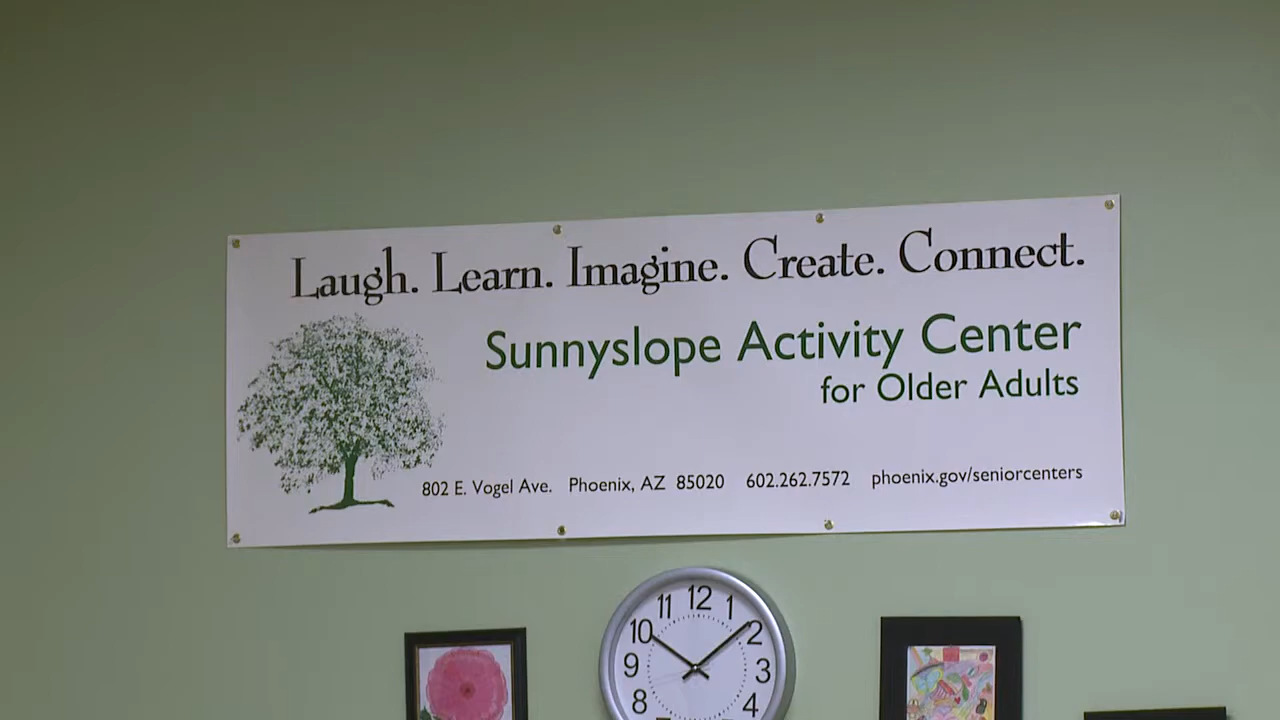 Laugh. Learn. Imagine. Create. Connect.
Sunnyslope Activity Center
for Older Adults
802 E. Vogel Ave. Phoenix, AZ 85020 602.262.7572 phoenix.gov/seniorcenters
11 12 1
10 2
9 3
8 4